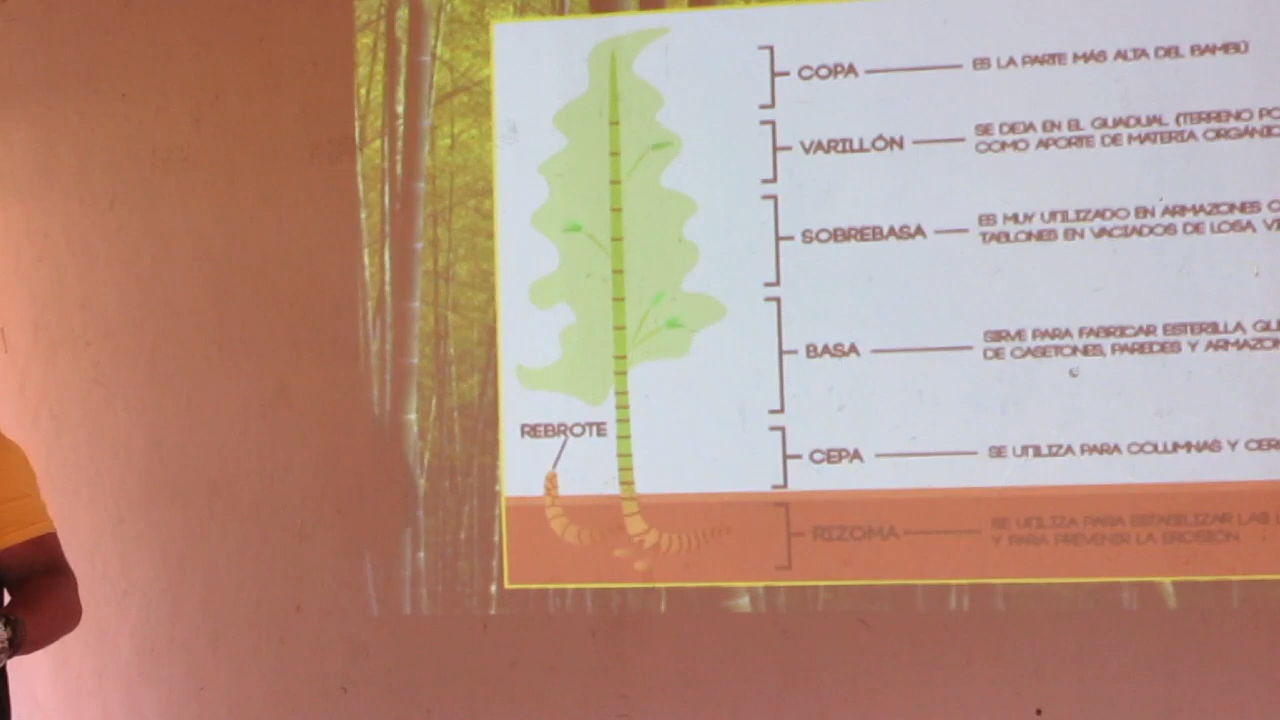 COPA ES LA PARTE MÁS ALTA DEL BAMBÚ
VARILLÓN SE DEJA EN EL GUADUAL (TERRENO
COMO APORTE DE MATERIA
SOBREBASA ES MUY UTILIZADO EN ARMAZONES
TABLONES EN VACIADOS DE LOSA
BASA SIRVE PARA FABRICAR ESTERILLA
DE CASETONES, PAREDES Y
REBROTE
CEPA SE UTILIZA PARA COLUMNAS Y
RIZOMA SE UTILIZA PARA ESTABILIZAR LAS
Y PARA PREVENIR LA EROSIÓN